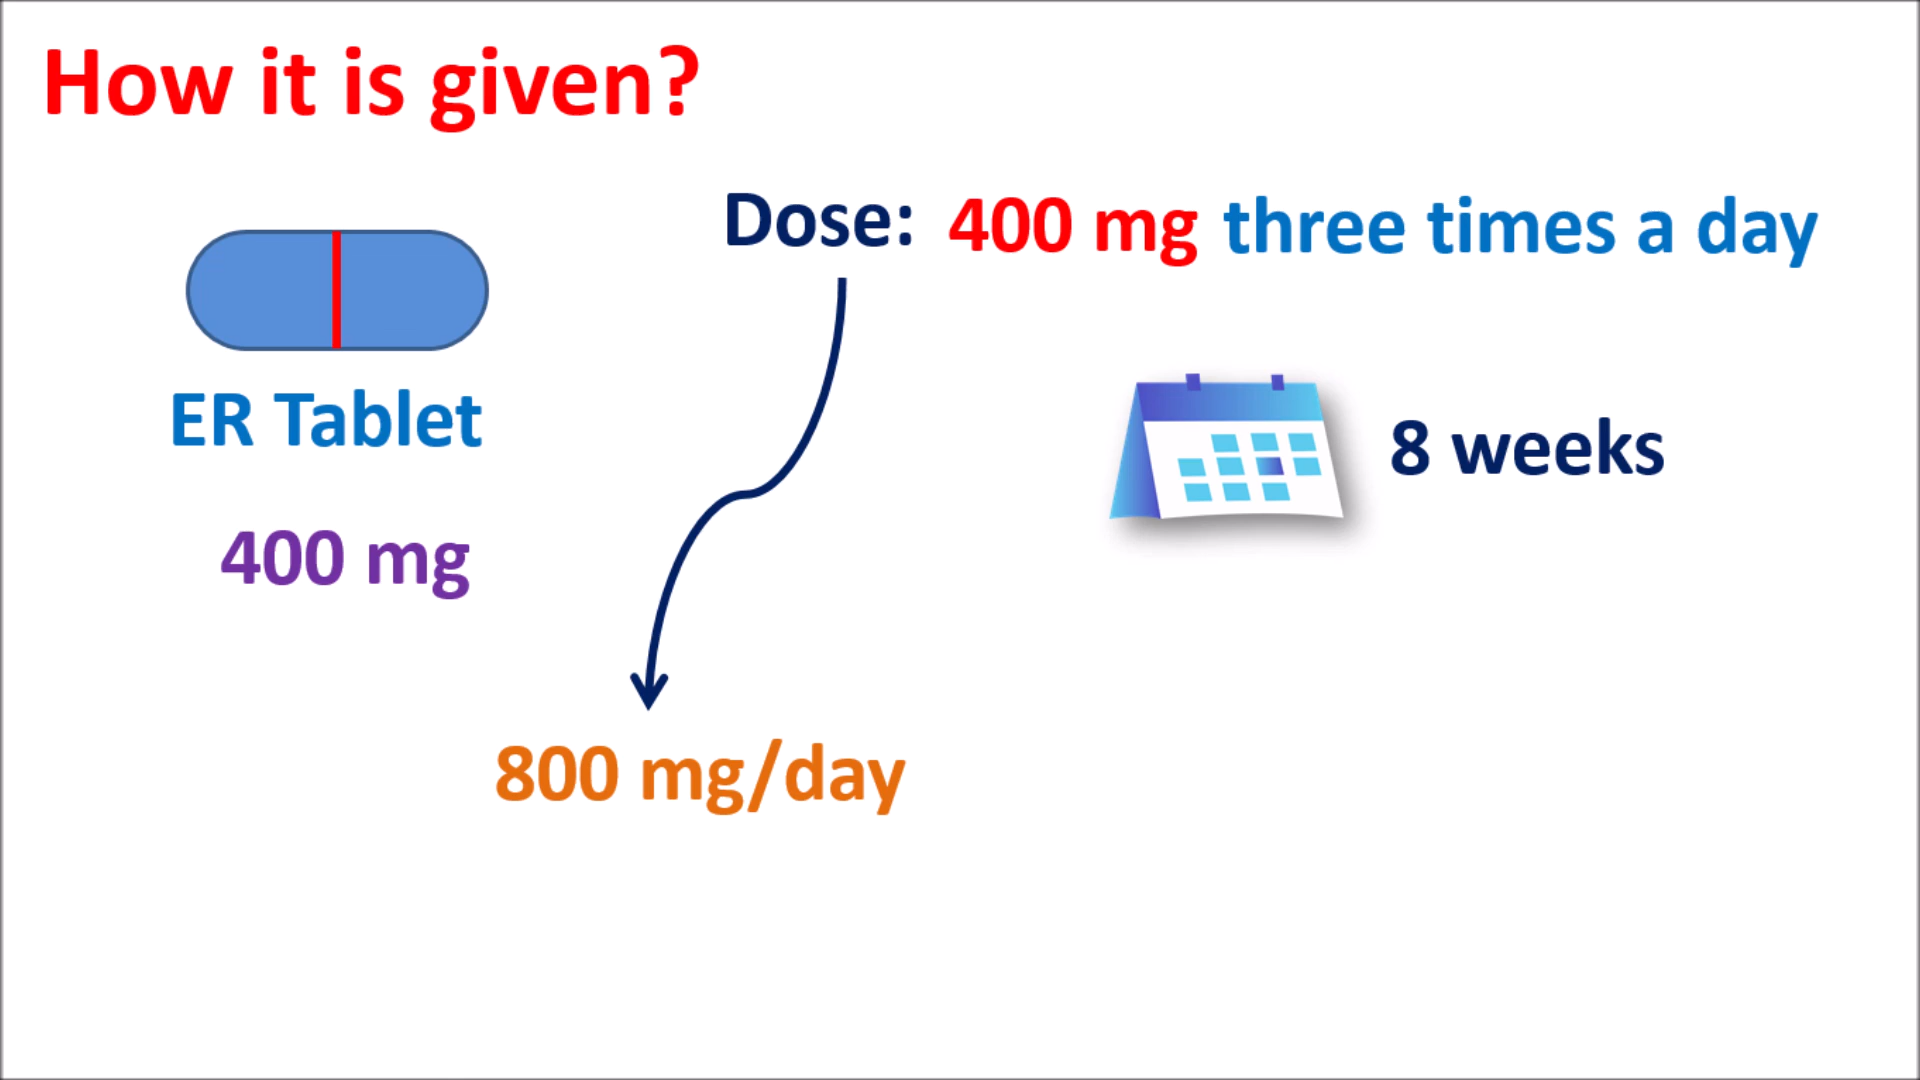 How it is given?
Dose: 400 mg three times a day
ER Tablet
8 weeks
400 mg
800 mg/day